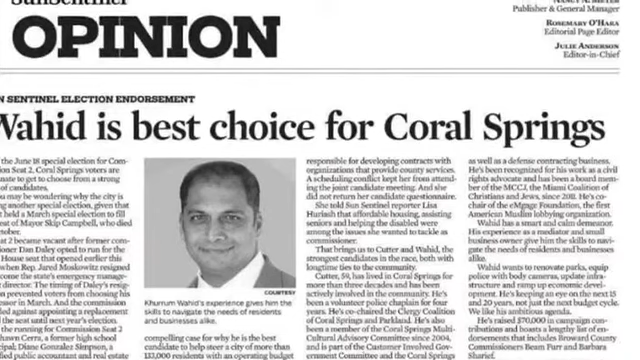 SunSentinel
OPINION
NANCY A. MEYER
Publisher & General Manager
ROSEMARY O'HARA
Editorial Page Editor
JULIE ANDERSON
Editor-in-Chief
N SENTINEL ELECTION ENDORSEMENT
Wahid is best choice for Coral Springs
the June 18 special election for Com-
ion Seat 2, Coral Springs voters are
nate to get to choose from a strong
of candidates.
ou may be wondering why the city is
ng another special election, given that
t held a March special election to fill
eat of Mayor Skip Campbell, who died
ctober.
at 2 became vacant after former com-
oner Dan Daley opted to run for the
House seat that opened earlier this
when Rep. Jared Moskowitz resigned
come the state's emergency manage-
t director. The timing of Daley's resig-
on prevented voters from choosing his
essor in March. And the commission
ded against appointing a replacement
l the seat until next year's election.
the running for Commission Seat 2
hawn Cerra, a former high school
ipal; Diane Gonzalez Simpson, a
fied public accountant and real estate
COURTESY
Khurrum Wahid's experience gives him the
skills to navigate the needs of residents
and businesses alike.
compelling case for why he is the best
candidate to help steer a city of more than
133,000 residents with an operating budget
responsible for developing contracts with
organizations that provide county services.
A scheduling conflict kept her from attend-
ing the joint candidate meeting. And she
did not return her candidate questionnaire.
She told Sun Sentinel reporter Lisa
Huriash that affordable housing, assisting
seniors and helping the disabled were
among the issues she wanted to tackle as
commissioner.
That brings us to Cutter and Wahid, the
strongest candidates in the race, both with
longtime ties to the community.
Cutter, 59, has lived in Coral Springs for
more than three decades and has been
actively involved in the community. He's
been a volunteer police chaplain for four
years. He's co-chaired the Clergy Coalition
of Coral Springs and Parkland. He's also
been a member of the Coral Springs Mult-
Cultural Advisory Committee since 2004,
and is part of the Customer Involved Gov-
ernment Committee and the Coral Springs
as well as a defense contracting business.
He's been recognized for his work as a civil
rights advocate and has been a board mem-
ber of the MCCJ, the Miami Coalition of
Christians and Jews, since 2011. He's co-
chair of the eMgage Foundation, the first
American Muslim lobbying organization.
Wahid has a smart and calm demeanor.
His experience as a mediator and small
business owner give him the skills to navi-
gate the needs of residents and businesses
alike.
Wahid wants to renovate parks, equip
police with body cameras, update infra-
structure and ramp up economic devel-
opment. He's keeping an eye on the next 15
and 20 years, not just the next budget cycle.
We like his ambitious agenda.
He's raised $70,000 in campaign con-
tributions and boasts a lengthy list of en-
dorsements that includes Broward County
Commissioners Beam Furr and Barbara
Sharief.